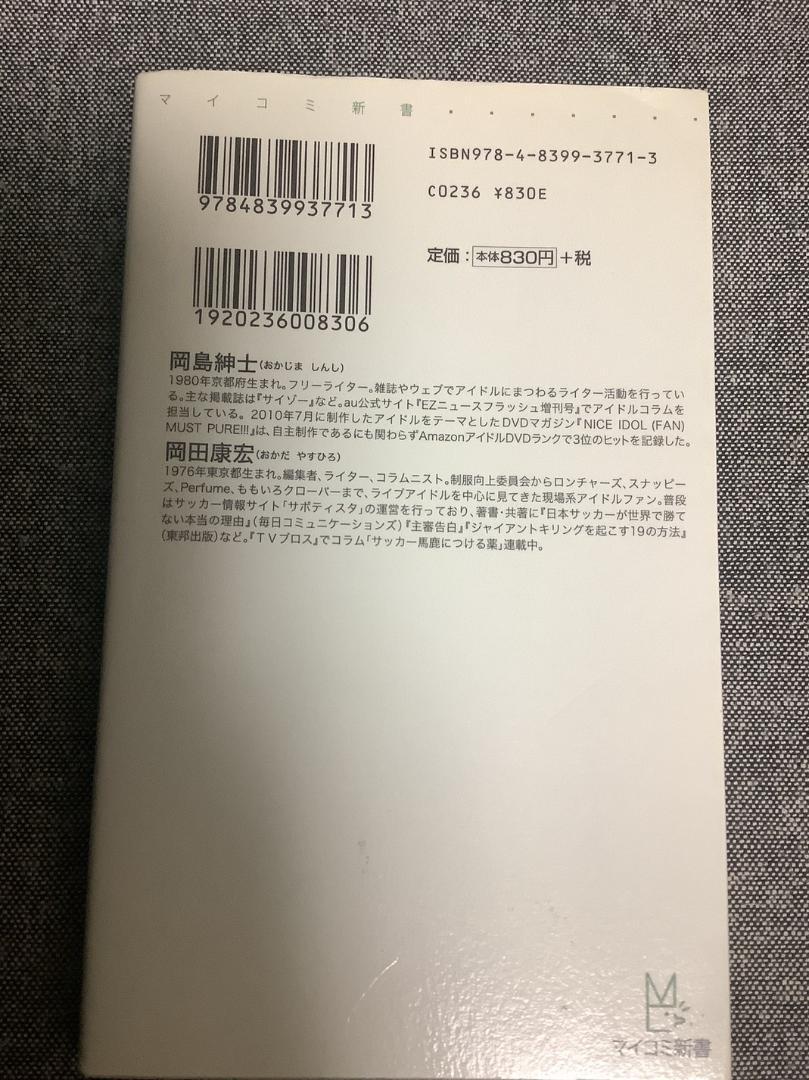 マイコミ新書
ISBN978-4-8399-3771-3
9784839937713
C0236 ¥830E
定価：本体830円＋税
1920236008306
岡島紳士(おかじま しんし)
1980年京都府生まれ。フリーライター。雑誌やウェブでアイドルにまつわるライター活動を行ってい
る。主な掲載誌は『サイゾー』など。au公式サイト『EZニュースフラッシュ増刊号』でアイドルコラムを
担当している。2010年7月に制作したアイドルをテーマとしたDVDマガジン『NICE IDOL (FAN)
MUST PURE!!!』は、自主制作であるにも関わらずAmazonアイドルDVDランクで3位のヒットを記録した。
岡田康宏(おかだ やすひろ)
1976年東京都生まれ。編集者、ライター、コラムニスト。制服向上委員会からロンチャーズ、スナッピー
ズ、Perfume、ももいろクローバーまで、ライブアイドルを中心に見てきた現場系アイドルファン。普段
はサッカー情報サイト「サポティスタ」の運営を行っており、著書・共著に『日本サッカーが世界で勝て
ない本当の理由』(毎日コミュニケーションズ)『主審告白』『ジャイアントキリングを起こす19の方法』
(東邦出版)など。『TVブロス』でコラム「サッカー馬鹿につける薬」連載中。
マイコミ新書